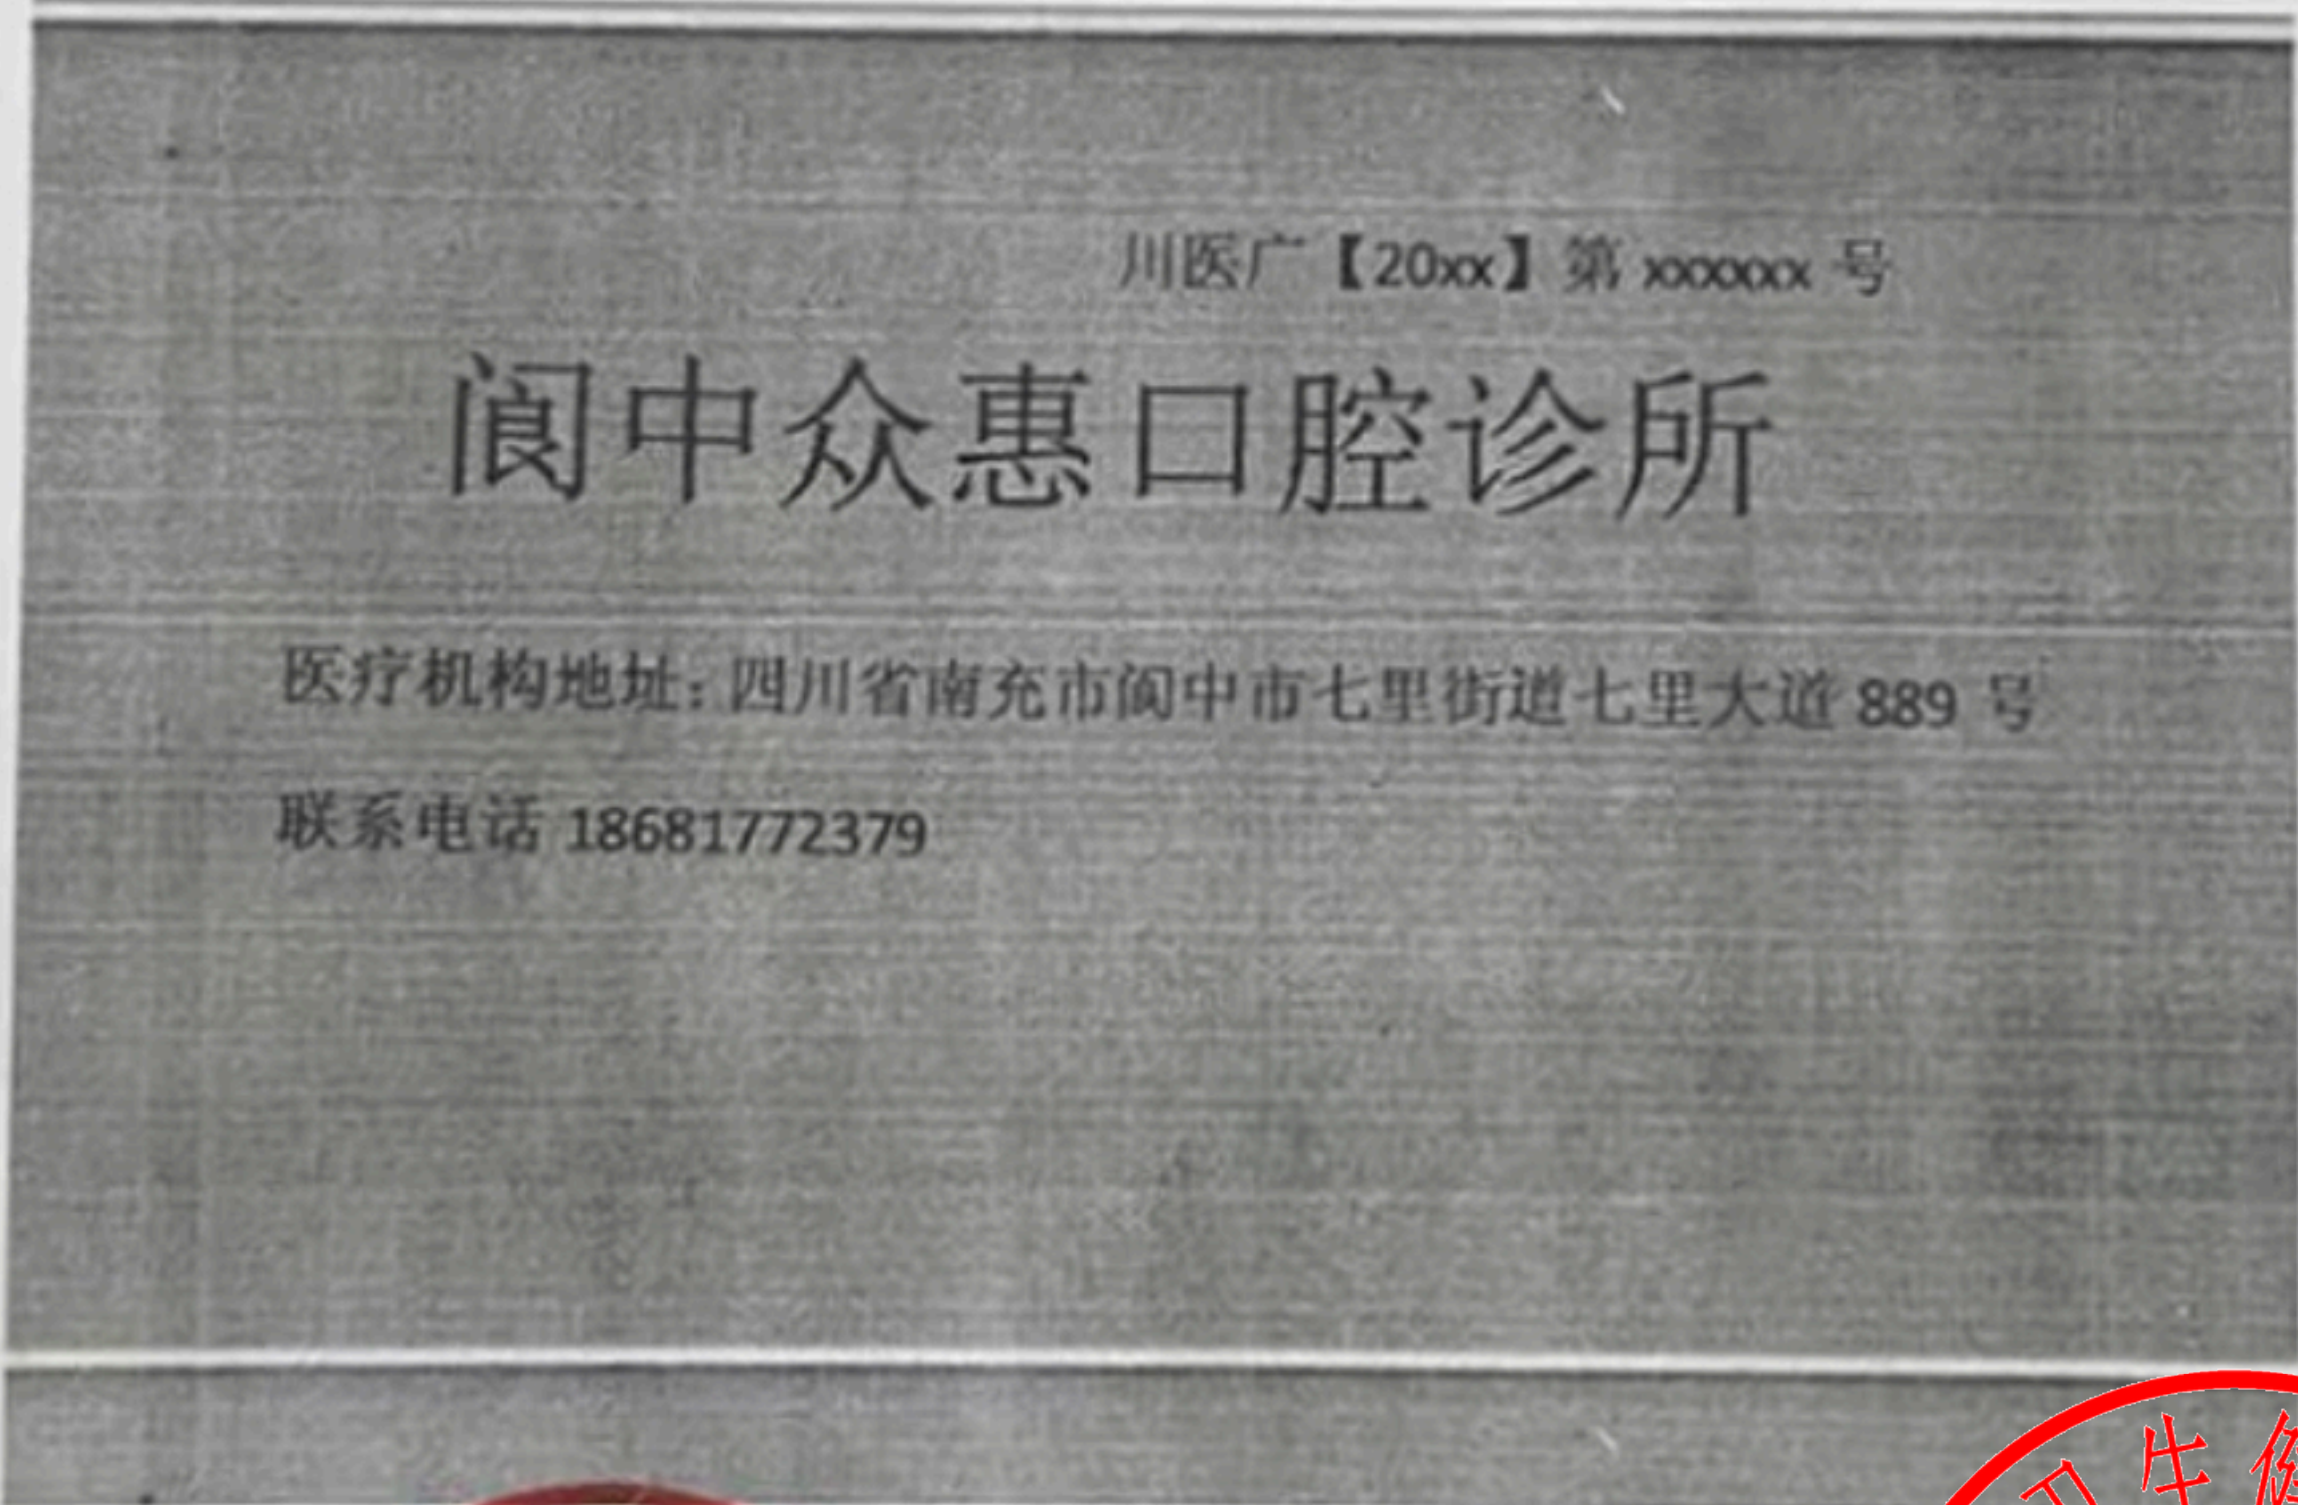 川医广【20xx】第 xxxxxxx 号
阆中众惠口腔诊所
医疗机构地址：四川省南充市阆中市七里街道七里大道 889 号
联系电话 18681772379
生